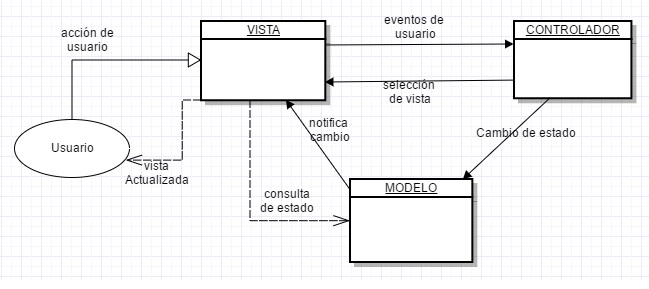 acción de
usuario
VISTA
eventos de
usuario
CONTROLADOR
selección
de vista
notifica
cambio
Cambio de estado
Usuario
vista
Actualizada
consulta
de estado
MODELO